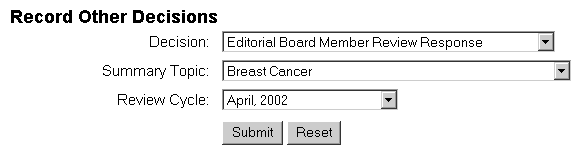 Record Other Decisions
Decision: Editorial Board Member Review Response
Summary Topic: Breast Cancer
Review Cycle: April, 2002
Submit Reset